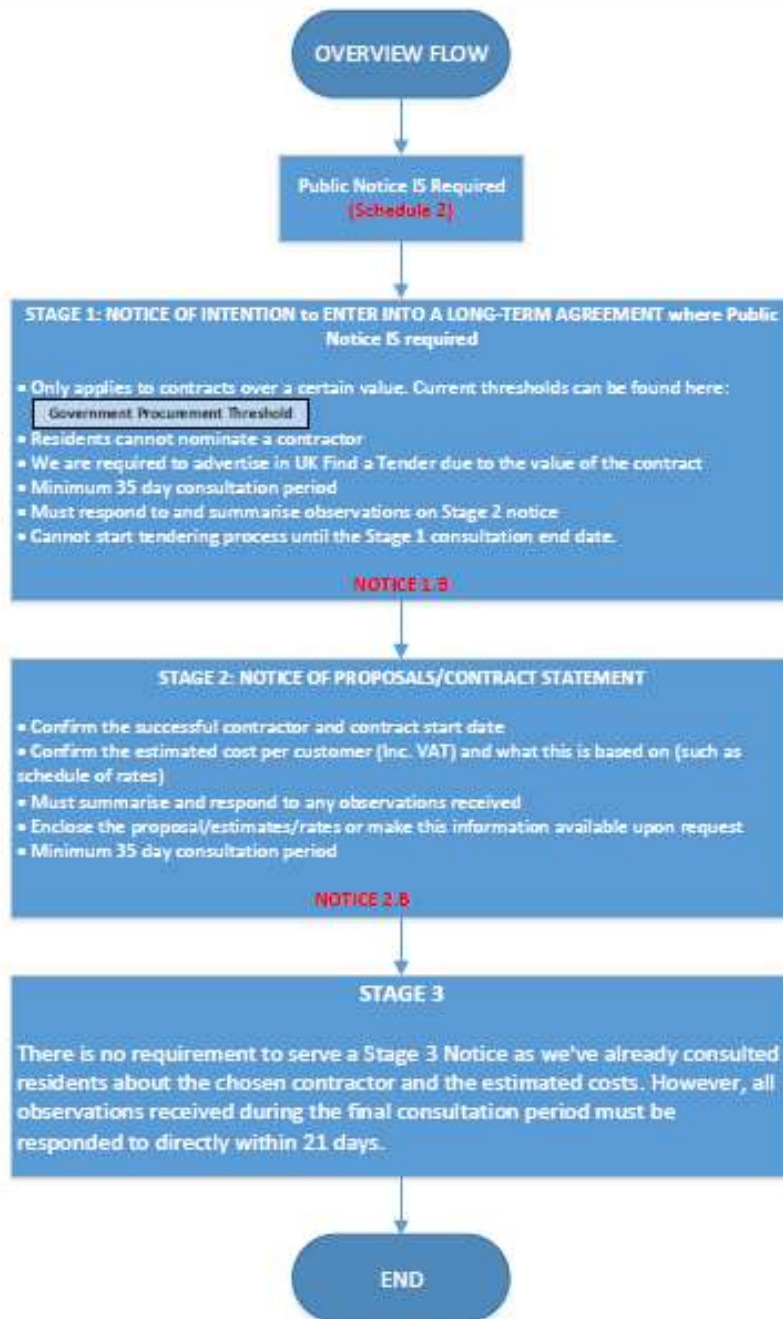 OVERVIEW FLOW
Public Notice IS Required
(Schedule 2)
STAGE 1: NOTICE OF INTENTION to ENTER INTO A LONG-TERM AGREEMENT where Public
Notice IS required
• Only applies to contracts over a certain value. Current thresholds can be found here:
Government Procurement Threshold
• Residents cannot nominate a contractor
• We are required to advertise in UK Find a Tender due to the value of the contract
• Minimum 35 day consultation period
• Must respond to and summarise observations on Stage 2 notice
• Cannot start tendering process until the Stage 1 consultation end date.
NOTICE 1.B
STAGE 2: NOTICE OF PROPOSALS/CONTRACT STATEMENT
• Confirm the successful contractor and contract start date
• Confirm the estimated cost per customer (Inc. VAT) and what this is based on (such as
schedule of rates)
• Must summarise and respond to any observations received
• Enclose the proposal/estimates/rates or make this information available upon request
• Minimum 35 day consultation period
NOTICE 2.B
STAGE 3
There is no requirement to serve a Stage 3 Notice as we've already consulted
residents about the chosen contractor and the estimated costs. However, all
observations received during the final consultation period must be
responded to directly within 21 days.
END